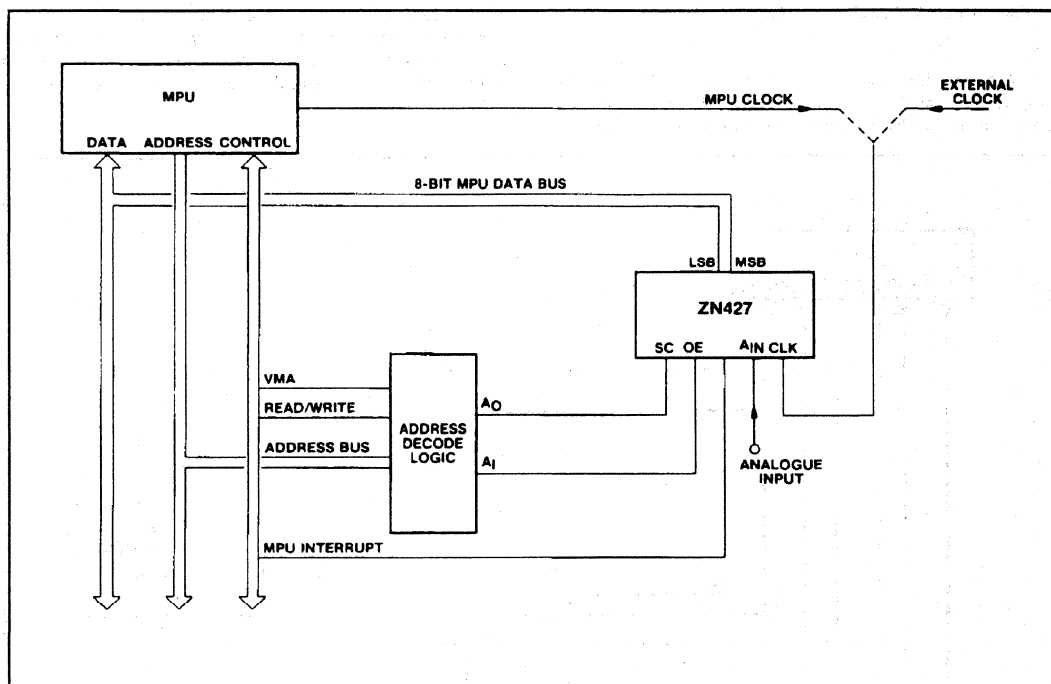 MPU
DATA ADDRESS CONTROL
MPU CLOCK
EXTERNAL
CLOCK
8-BIT MPU DATA BUS
LSB MSB
ZN427
SC OE AIN CLK
VMA
READ/WRITE
ADDRESS BUS
ADDRESS
DECODE
LOGIC
AO
AI
ANALOGUE
INPUT
MPU INTERRUPT